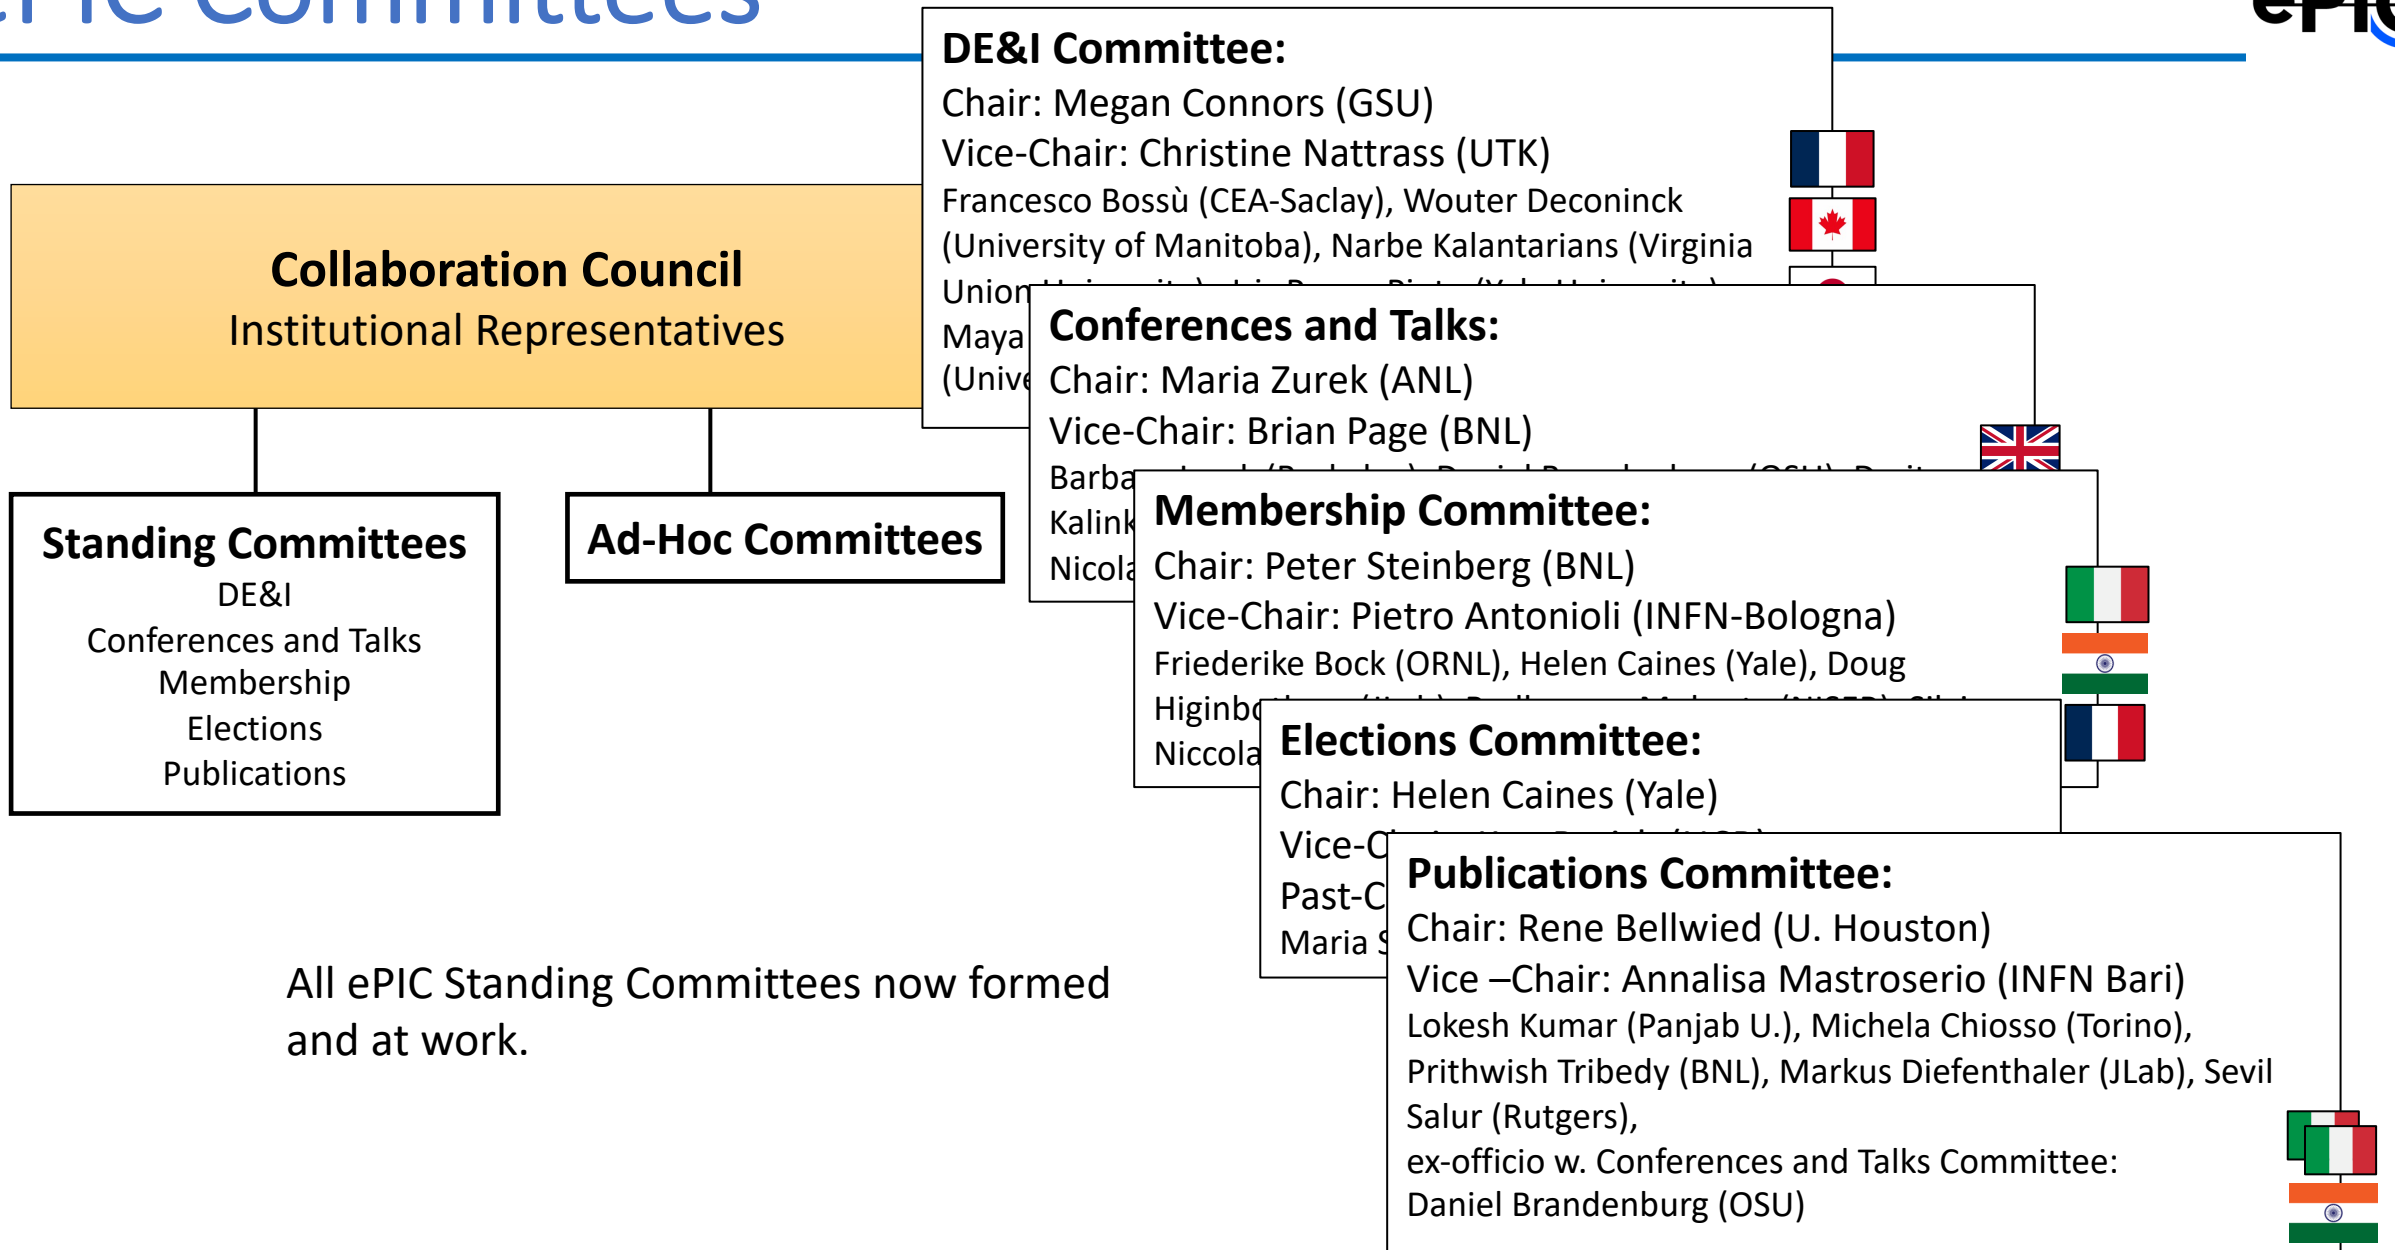 ePIC Committees
ePIC
DE&I Committee:
Chair: Megan Connors (GSU)
Vice-Chair: Christine Nattrass (UTK)
Francesco Bossù (CEA-Saclay), Wouter Deconinck
(University of Manitoba), Narbe Kalantarians (Virginia
Union
Maya
Collaboration Council
Institutional Representatives
Conferences and Talks:
Chair: Maria Zurek (ANL)
Vice-Chair: Brian Page (BNL)
Standing Committees
DE&I
Conferences and Talks
Membership
Elections
Publications
Ad-Hoc Committees
Membership Committee:
Chair: Peter Steinberg (BNL)
Vice-Chair: Pietro Antonioli (INFN-Bologna)
Friederike Bock (ORNL), Helen Caines (Yale), Doug
Elections Committee:
Chair: Helen Caines (Yale)
Maria
Publications Committee:
Chair: Rene Bellwied (U. Houston)
Vice –Chair: Annalisa Mastroserio (INFN Bari)
Lokesh Kumar (Panjab U.), Michela Chiosso (Torino),
Prithwish Tribedy (BNL), Markus Diefenthaler (JLab), Sevil
Salur (Rutgers),
ex-officio w. Conferences and Talks Committee:
Daniel Brandenburg (OSU)
All ePIC Standing Committees now formed
and at work.